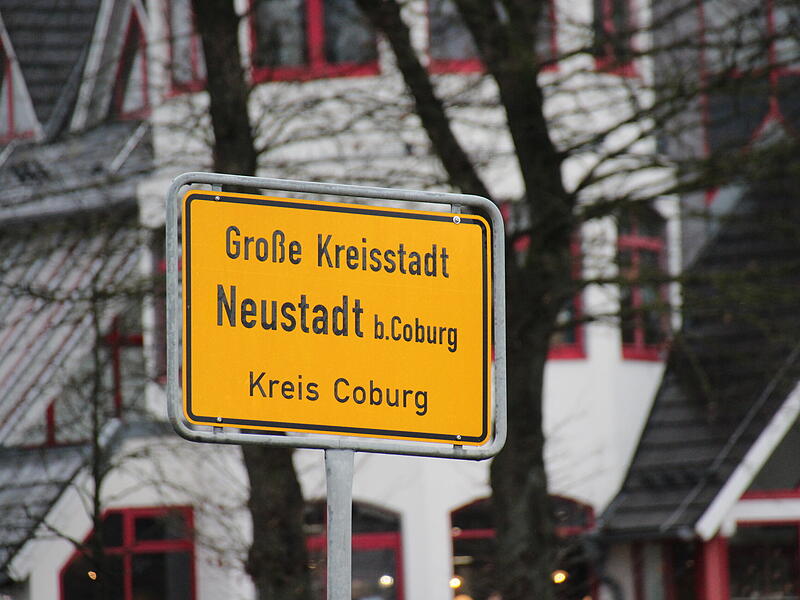 Große Kreisstadt
Neustadt b.Coburg
Kreis Coburg